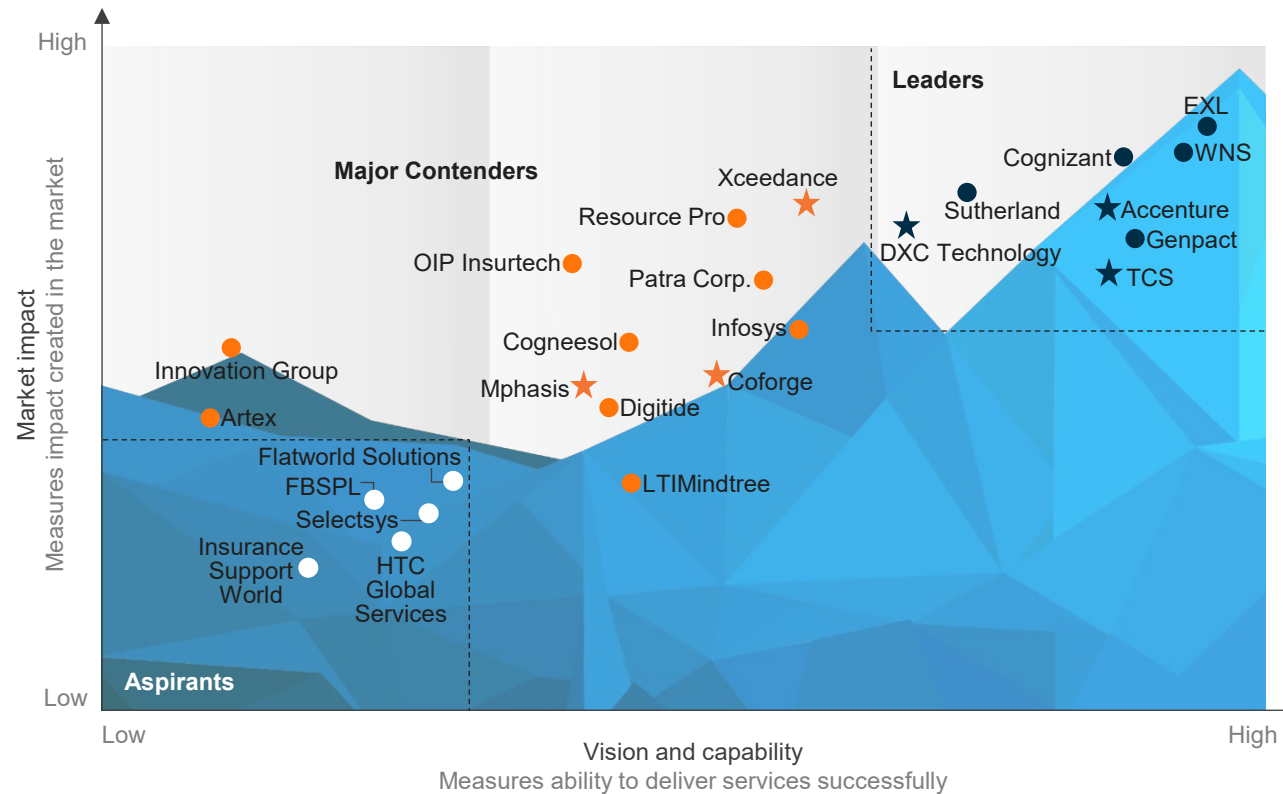 High
Leaders
EXL
Cognizant
WNS
Major Contenders
Xceedance
Resource Pro
Sutherland
Accenture
Genpact
DXC Technology
OIP Insurtech
Patra Corp.
TCS
Infosys
Cogneesol
Innovation Group
Mphasis
Coforge
Digitide
Artex
Flatworld Solutions
FBSPL
LTIMindtree
Selectsys
Insurance
Support
World
HTC
Global
Services
Aspirants
Market impact
Measures impact created in the market
Low
Low
High
Vision and capability
Measures ability to deliver services successfully